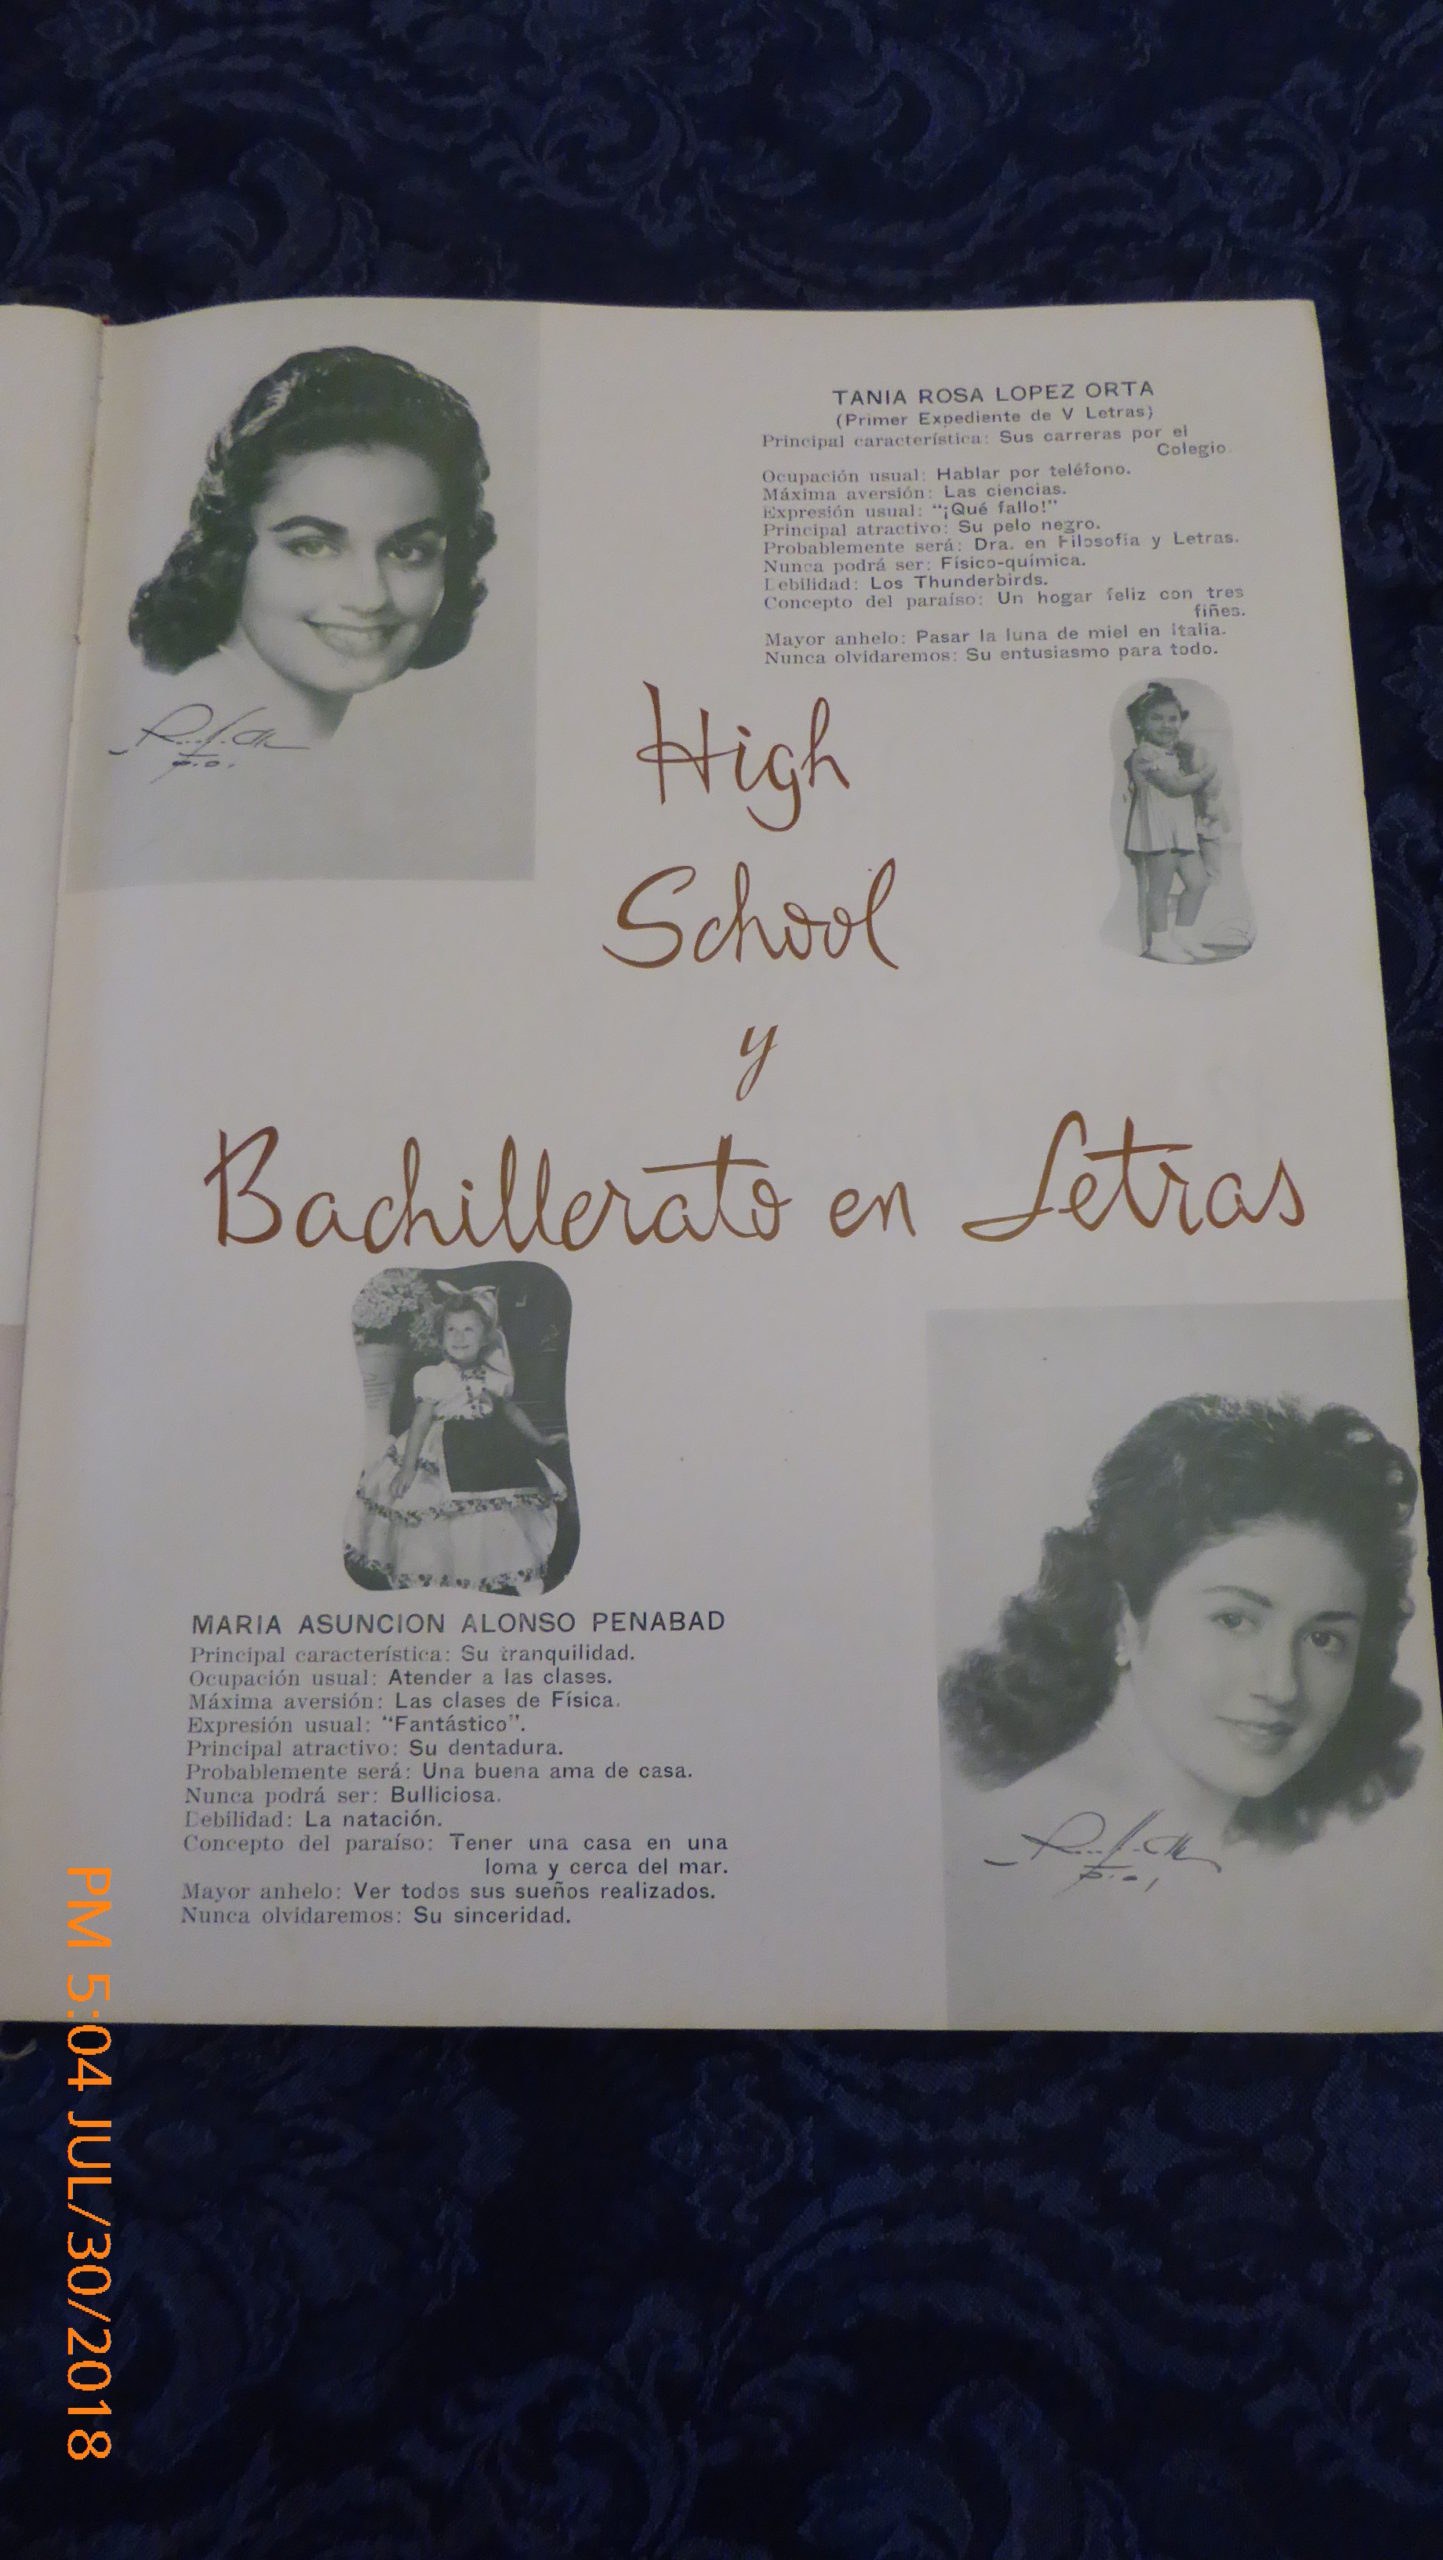 TANIA ROSA LOPEZ ORTA
(Primer Expediente de V Letras)
Principal característica: Sus carreras por el
Colegio
Ocupación usual: Hablar por teléfono.
Máxima aversión: Las ciencias.
Expresión usual: “¡Qué fallo!”
Principal atractivo: Su pelo negro.
Probablemente será: Dra. en Filosofía y Letras.
Nunca podrá ser: Físico-química.
Debilidad: Los Thunderbirds.
Concepto del paraíso: Un hogar feliz con tres
fiñes.
Mayor anhelo: Pasar la luna de miel en Italia.
Nunca olvidaremos: Su entusiasmo para todo.
High
School
y
Bachillerato en Letras
MARIA ASUNCION ALONSO PENABAD
Principal característica: Su tranquilidad.
Ocupación usual: Atender a las clases.
Máxima aversión: Las clases de Física.
Expresión usual: “Fantástico”.
Principal atractivo: Su dentadura.
Probablemente será: Una buena ama de casa.
Nunca podrá ser: Bulliciosa.
Debilidad: La natación.
Concepto del paraíso: Tener una casa en una
loma y cerca del mar.
Mayor anhelo: Ver todos sus sueños realizados.
Nunca olvidaremos: Su sinceridad.
PM 5:04 JUL/30/2018